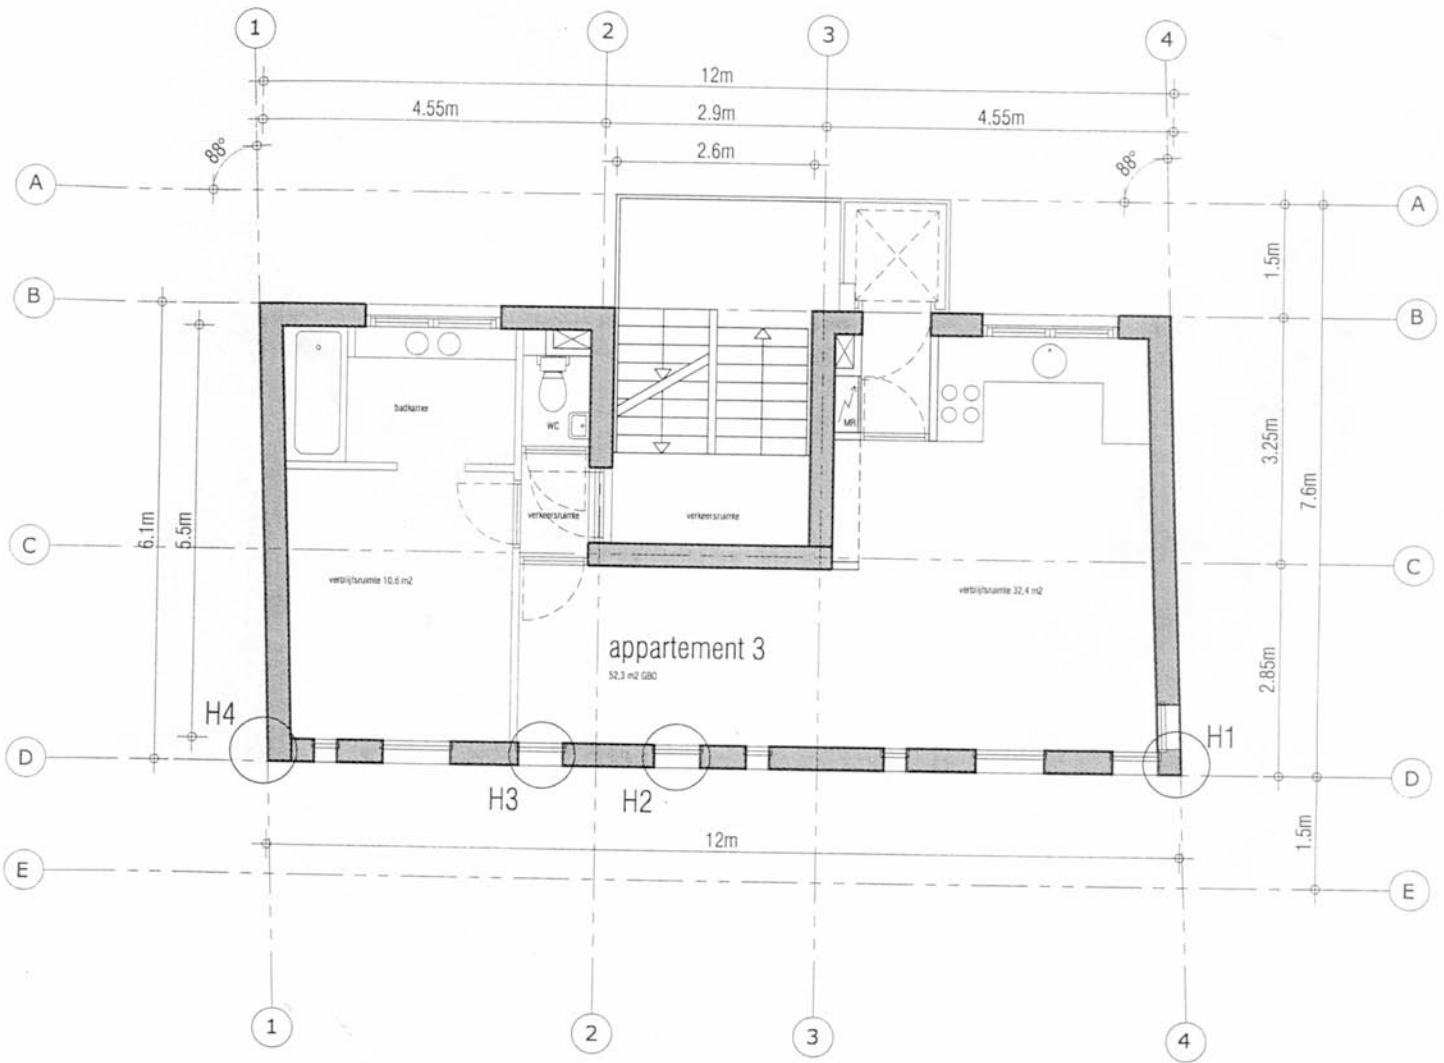 1
2
3
4
12m
4.55m
2.9m
4.55m
2.6m
88°
88°
A
A
1.5m
B
B
badkamer
WC
MR
3.25m
7.6m
6.1m
5.5m
verkeersruimte
verkeersruimte
C
C
verblijfsruimte 10,6 m2
verblijfsruimte 32,4 m2
appartement 3
52,3 m2 GBO
2.85m
H4
H1
D
D
H3
H2
12m
1.5m
E
E
1
2
3
4